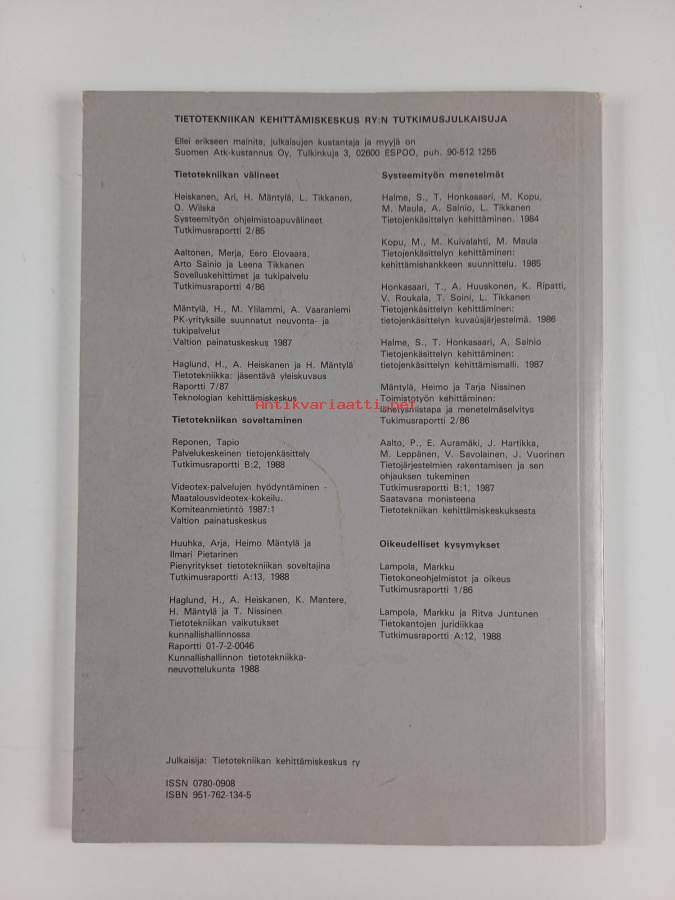 TIETOTEKNIIKAN KEHITTÄMISKESKUS RY:N TUTKIMUSJULKAISUJA
Ellei erikseen mainita, julkaisujen kustantaja ja myyjä on
Suomen Atk-kustannus Oy, Tulkinkuja 3, 02600 ESPOO, puh. 90-512 1255
Tietotekniikan välineet
Heiskanen, Ari, H. Mäntylä, L. Tikkanen,
O. Wilska
Systeemityön ohjelmistoapuvälineet
Tutkimusraportti 2/85
Aaltonen, Merja, Eero Elovaara,
Arto Sainio ja Leena Tikkanen
Sovelluskehittimet ja tukipalvelu
Tutkimusraportti 4/86
Mäntylä, H., M. Ylilammi, A. Vaaraniemi
PK-yrityksille suunnatut neuvonta- ja
tukipalvelut
Valtion painatuskeskus 1987
Haglund, H., A. Heiskanen ja H. Mäntylä
Tietotekniikka: jäsentävä yleiskuvaus
Raportti 7/87
Teknologian kehittämiskeskus
Tietotekniikan soveltaminen
Reponen, Tapio
Palvelukeskeinen tietojenkäsittely
Tutkimusraportti B:2, 1988
Videotex-palvelujen hyödyntäminen -
Maatalousvideotex-kokeilu.
Komiteanmietintö 1987:1
Valtion painatuskeskus
Huuhka, Arja, Heimo Mäntylä ja
Ilmari Pietarinen
Pienyritykset tietotekniikan soveltajina
Tutkimusraportti A:13, 1988
Haglund, H., A. Heiskanen, K. Mantere,
H. Mäntylä ja T. Nissinen
Tietotekniikan vaikutukset
kunnallishallinnossa
Raportti 01-7-2-0046
Kunnallishallinnon tietotekniikka-
neuvottelukunta 1988
Systeemityön menetelmät
Halme, S., T. Honkasaari, M. Kopu,
M. Maula, A. Sainio, L. Tikkanen
Tietojenkäsittelyn kehittäminen. 1984
Kopu, M., M. Kuivalahti, M. Maula
Tietojenkäsittelyn kehittäminen:
kehittämishankkeen suunnittelu. 1985
Honkasaari, T., A. Huuskonen, K. Ripatti,
V. Roukala, T. Soini, L. Tikkanen
Tietojenkäsittelyn kehittäminen:
tietojenkäsittelyn kuvausjärjestelmä. 1986
Halme, S., T. Honkasaari, A. Sainio
Tietojenkäsittelyn kehittäminen:
tietojenkäsittelyn kehittämismalli. 1987
Mäntylä, Heimo ja Tarja Nissinen
Toimistotyön kehittäminen:
lähestymistapa ja menetelmäselvitys
Tukimusraportti 2/86
Aalto, P., E. Auramäki, J. Hartikka,
M. Leppänen, V. Savolainen, J. Vuorinen
Tietojärjestelmien rakentamisen ja sen
ohjauksen tukeminen
Tutkimusraportti B:1, 1987
Saatavana monisteena
Tietotekniikan kehittämiskeskuksesta
Oikeudelliset kysymykset
Lampola, Markku
Tietokoneohjelmistot ja oikeus
Tutkimusraportti 1/86
Lampola, Markku ja Ritva Juntunen
Tietokantojen juridiikkaa
Tutkimusraportti A:12, 1988
Julkaisija: Tietotekniikan kehittämiskeskus ry
ISSN 0780-0908
ISBN 951-762-134-5
Antikvariaatti.net